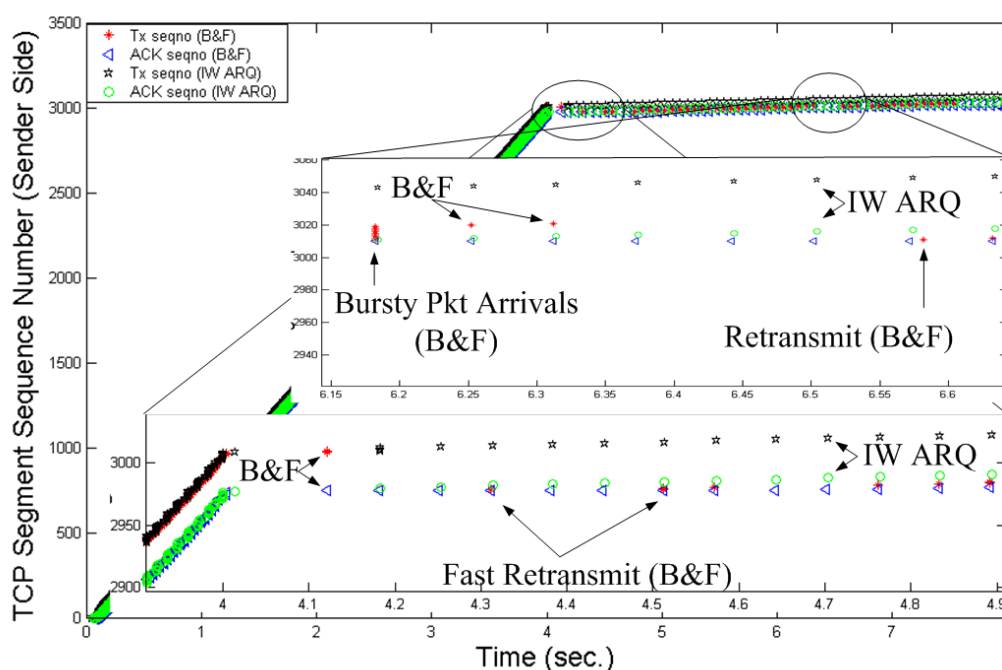 3500
3000
2500
2000
1500
1000
500
0
TCP Segment Sequence Number (Sender Side)
Tx seqno (B&F)
ACK seqno (B&F)
Tx seqno (IW ARQ)
ACK seqno (IW ARQ)
3060
3040
3020
3000
2980
2960
2940
B&F
IW ARQ
Bursty Pkt Arrivals
(B&F)
Retransmit (B&F)
6.15 6.2 6.25 6.3 6.35 6.4 6.45 6.5 6.55 6.6
3000
2950
2900
B&F
IW ARQ
Fast Retransmit (B&F)
4 4.1 4.2 4.3 4.4 4.5 4.6 4.7 4.8 4.9
0 1 2 3 4 5 6 7
Time (sec.)